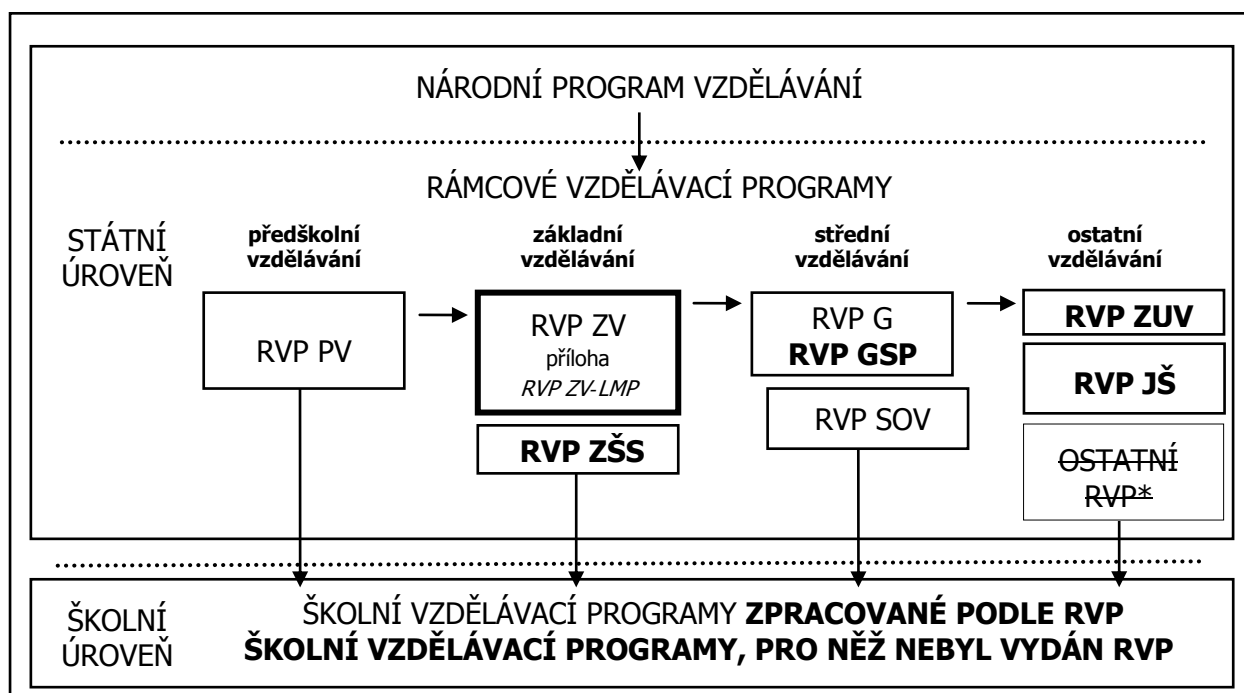 NÁRODNÍ PROGRAM VZDĚLÁVÁNÍ
RÁMCOVÉ VZDĚLÁVACÍ PROGRAMY
STÁTNÍ
ÚROVEŇ
předškolní
vzdělávání
základní
vzdělávání
střední
vzdělávání
ostatní
vzdělávání
RVP PV
RVP ZV
příloha
RVP ZV-LMP
RVP ZŠS
RVP G
RVP GSP
RVP SOV
RVP ZUV
RVP JŠ
OSTATNÍ
RVP*
ŠKOLNÍ
ÚROVEŇ
ŠKOLNÍ VZDĚLÁVACÍ PROGRAMY ZPRACOVANÉ PODLE RVP
ŠKOLNÍ VZDĚLÁVACÍ PROGRAMY, PRO NĚŽ NEBYL VYDÁN RVP